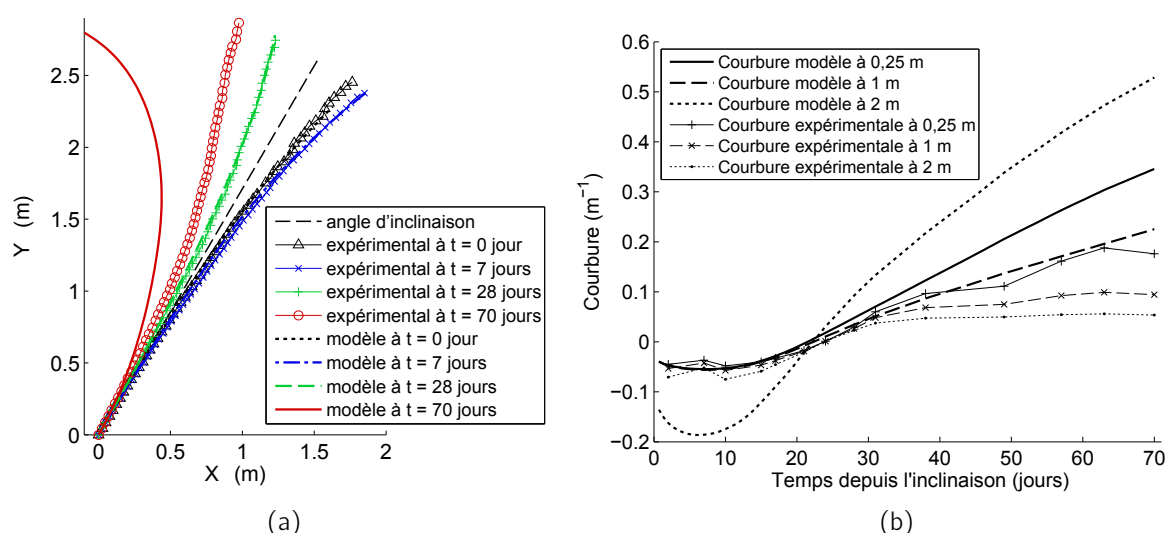 2.5
2
1.5
1
0.5
0
Y (m)
0
0.5
1
1.5
2
X (m)
angle d'inclinaison
expérimental à t = 0 jour
expérimental à t = 7 jours
expérimental à t = 28 jours
expérimental à t = 70 jours
modèle à t = 0 jour
modèle à t = 7 jours
modèle à t = 28 jours
modèle à t = 70 jours
(a)
0.6
0.5
0.4
0.3
0.2
0.1
0
−0.1
−0.2
Courbure (m⁻¹)
Courbure modèle à 0,25 m
Courbure modèle à 1 m
Courbure modèle à 2 m
Courbure expérimentale à 0,25 m
Courbure expérimentale à 1 m
Courbure expérimentale à 2 m
0
10
20
30
40
50
60
70
Temps depuis l'inclinaison (jours)
(b)